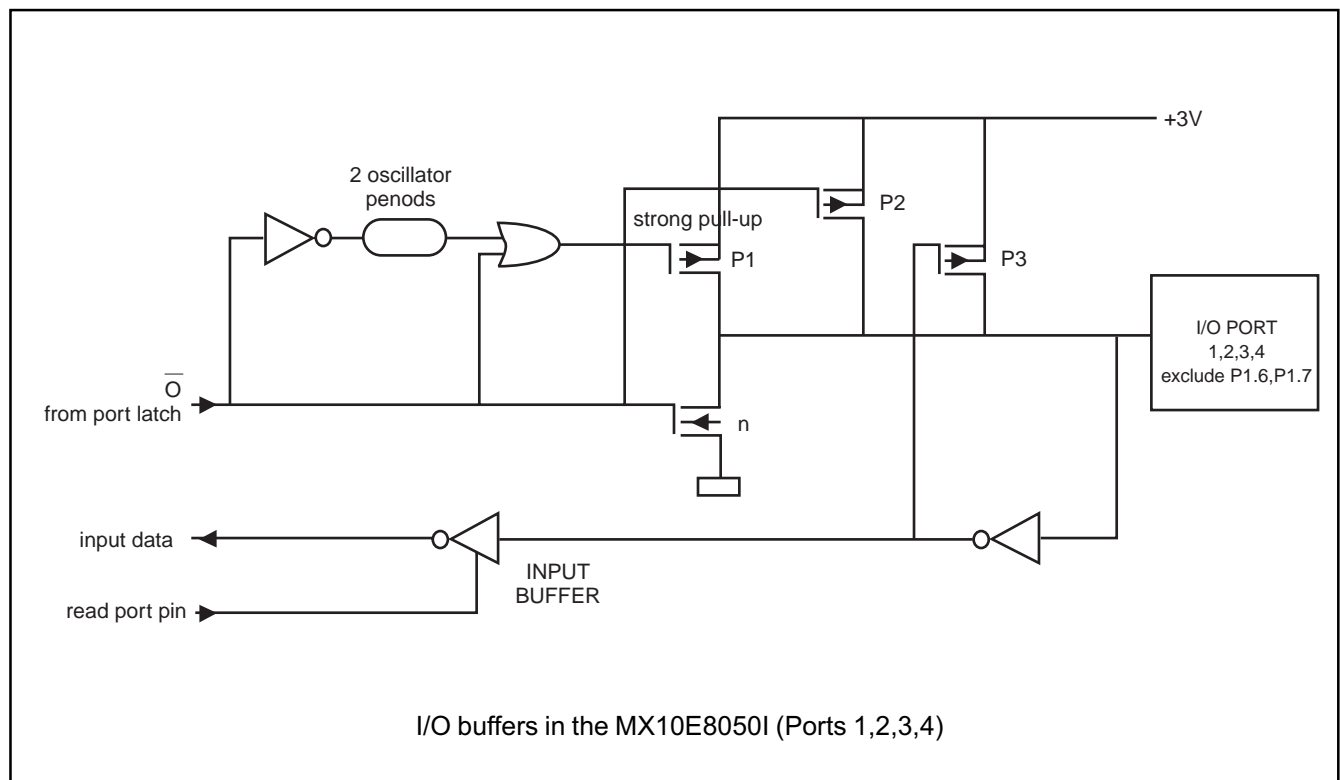 +3V
2 oscillator
penods
strong pull-up
P2
P1
P3
I/O PORT
1,2,3,4
exclude P1.6,P1.7
O
from port latch
n
input data
INPUT
BUFFER
read port pin
I/O buffers in the MX10E8050I (Ports 1,2,3,4)